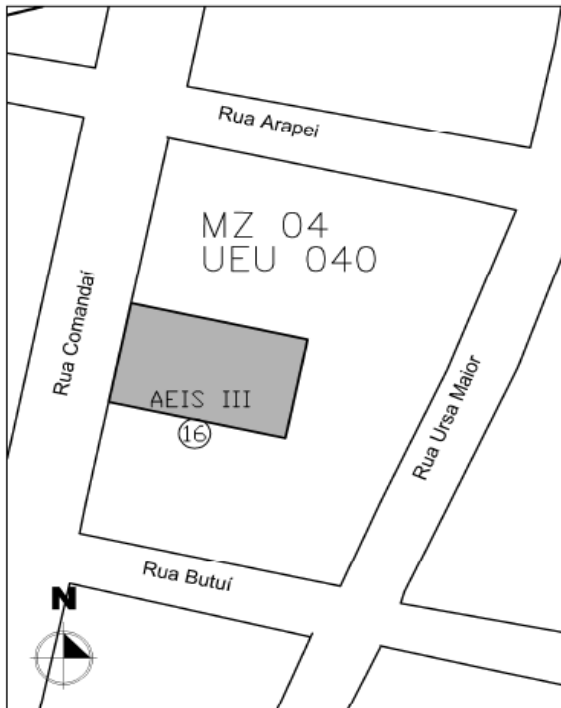 Rua Arapei
MZ 04
UEU 040
Rua Comandaí
AEIS III
16
Rua Ursa Maior
Rua Butuí
N